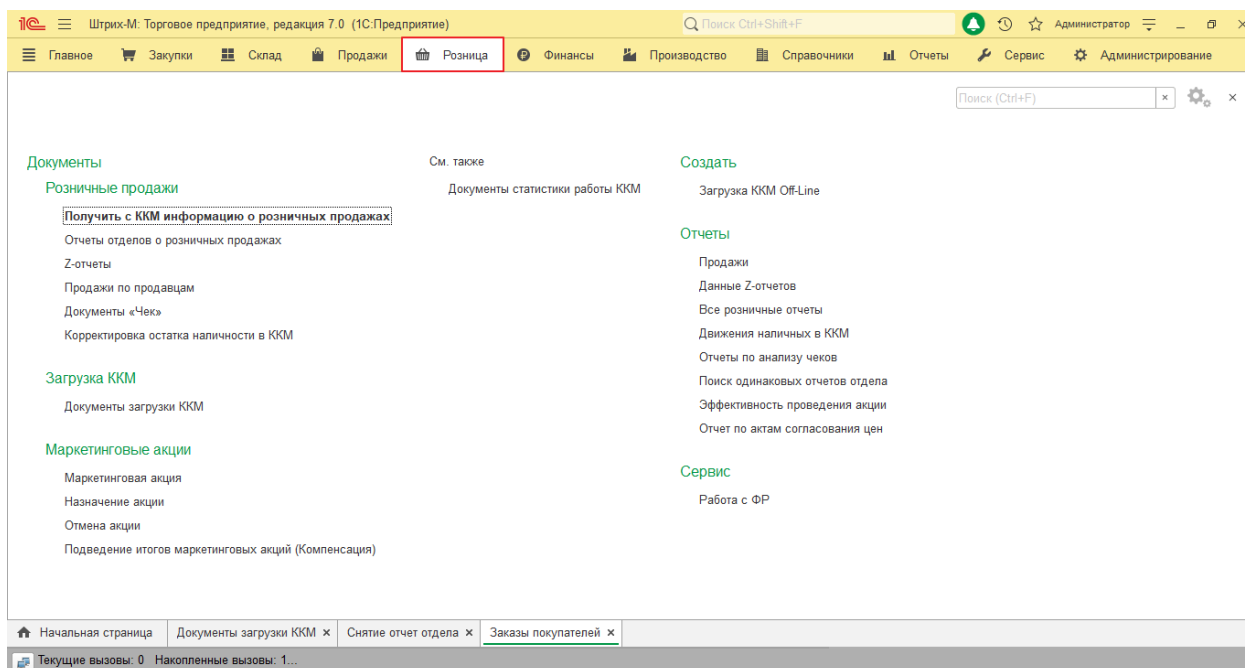 1С Штрих-М: Торговое предприятие, редакция 7.0 (1С:Предприятие) Поиск Ctrl+Shift+F Администратор
Главное Закупки Склад Продажи Розница Финансы Производство Справочники Отчеты Сервис Администрирование
Поиск (Ctrl+F)
Документы
Розничные продажи
Получить с ККМ информацию о розничных продажах
Отчеты отделов о розничных продажах
Z-отчеты
Продажи по продавцам
Документы «Чек»
Корректировка остатка наличности в ККМ
Загрузка ККМ
Документы загрузки ККМ
Маркетинговые акции
Маркетинговая акция
Назначение акции
Отмена акции
Подведение итогов маркетинговых акций (Компенсация)
См. также
Документы статистики работы ККМ
Создать
Загрузка ККМ Off-Line
Отчеты
Продажи
Данные Z-отчетов
Все розничные отчеты
Движения наличных в ККМ
Отчеты по анализу чеков
Поиск одинаковых отчетов отдела
Эффективность проведения акции
Отчет по актам согласования цен
Сервис
Работа с ФР
Начальная страница Документы загрузки ККМ Снятие отчет отдела Заказы покупателей
Текущие вызовы: 0 Накопленные вызовы: 1...